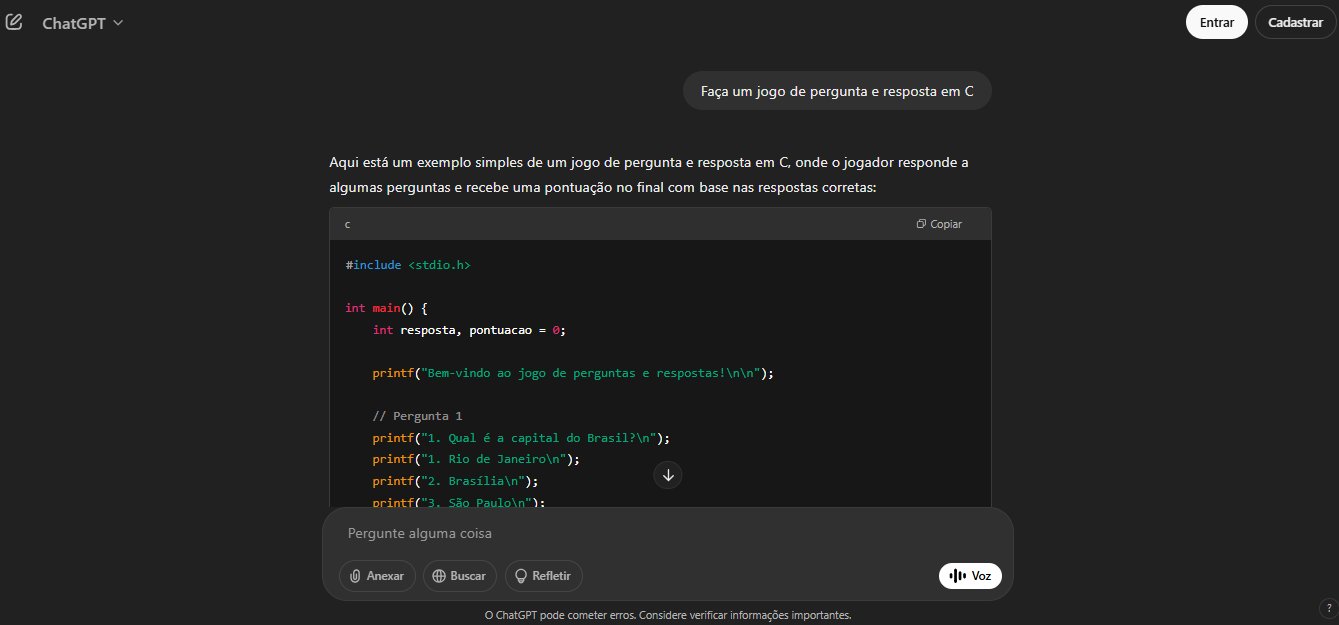 ChatGPT
Entrar
Cadastrar
Faça um jogo de pergunta e resposta em C
Aqui está um exemplo simples de um jogo de pergunta e resposta em C, onde o jogador responde a
algumas perguntas e recebe uma pontuação no final com base nas respostas corretas:
c
Copiar
#include <stdio.h>
int main() {
int resposta, pontuacao = 0;
printf("Bem-vindo ao jogo de perguntas e respostas!\n\n");
// Pergunta 1
printf("1. Qual é a capital do Brasil?\n");
printf("1. Rio de Janeiro\n");
printf("2. Brasília\n");
printf("3. São Paulo\n");
Pergunte alguma coisa
Anexar
Buscar
Refletir
Voz
O ChatGPT pode cometer erros. Considere verificar informações importantes.
?